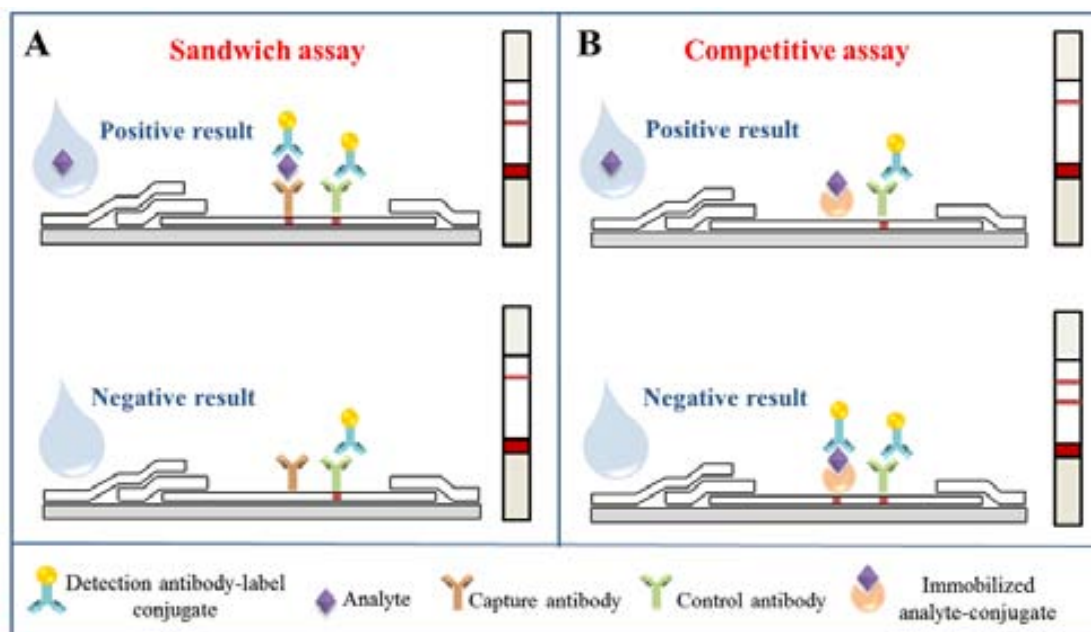 A
Sandwich assay
Positive result
Negative result
B
Competitive assay
Positive result
Negative result
Detection antibody-label
conjugate
Analyte
Capture antibody
Control antibody
Immobilized
analyte-conjugate